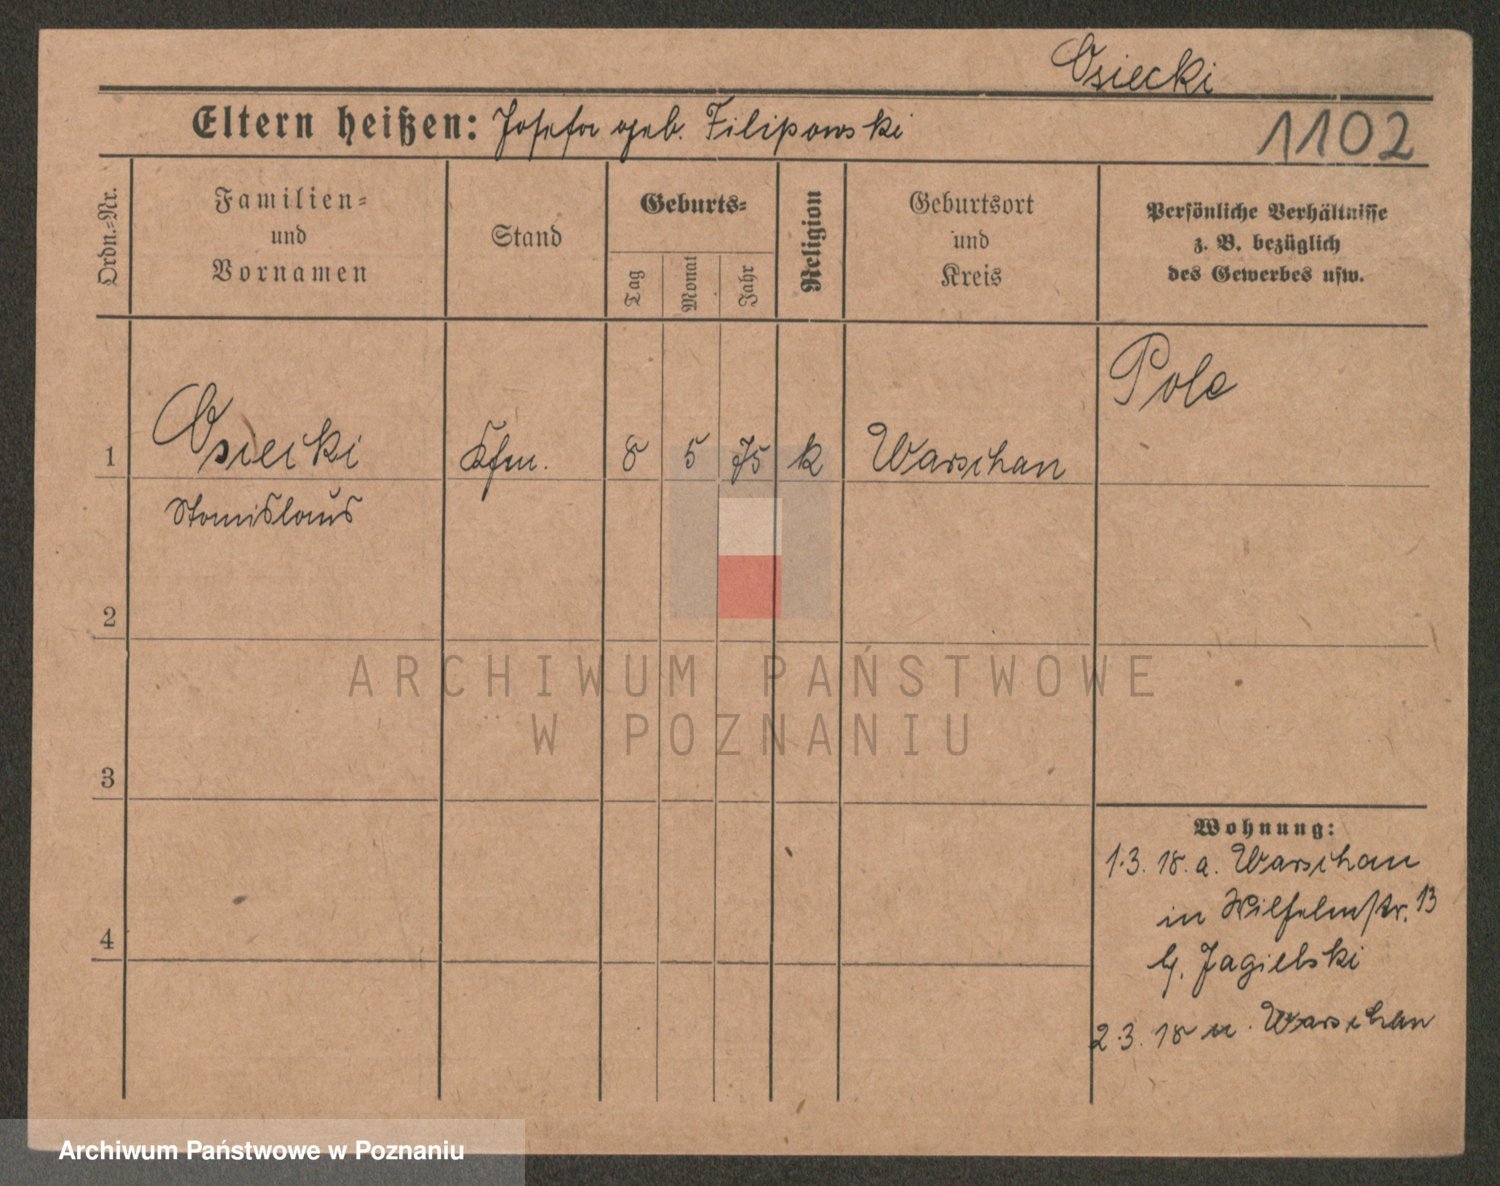 Osiecki
Eltern heißen: Josefa geb. Filipowski
1102
Ordn.-Nr.
Familien-
und
Vornamen
Stand
Geburts-
Tag
Monat
Jahr
Religion
Geburtsort
und
Kreis
Persönliche Verhältnisse
z. B. bezüglich
des Gewerbes usw.
Pole
1 Osiecki Kfm. 8 5 75 k Warschau
Stanislaus
2
ARCHIWUM PAŃSTWOWE
W POZNANIU
3
Wohnung:
1.3. 18. a. Warschau
in Wilhelmstr. 13
b. Jagielski
4
2.3. 18 n. Warschau
Archiwum Państwowe w Poznaniu